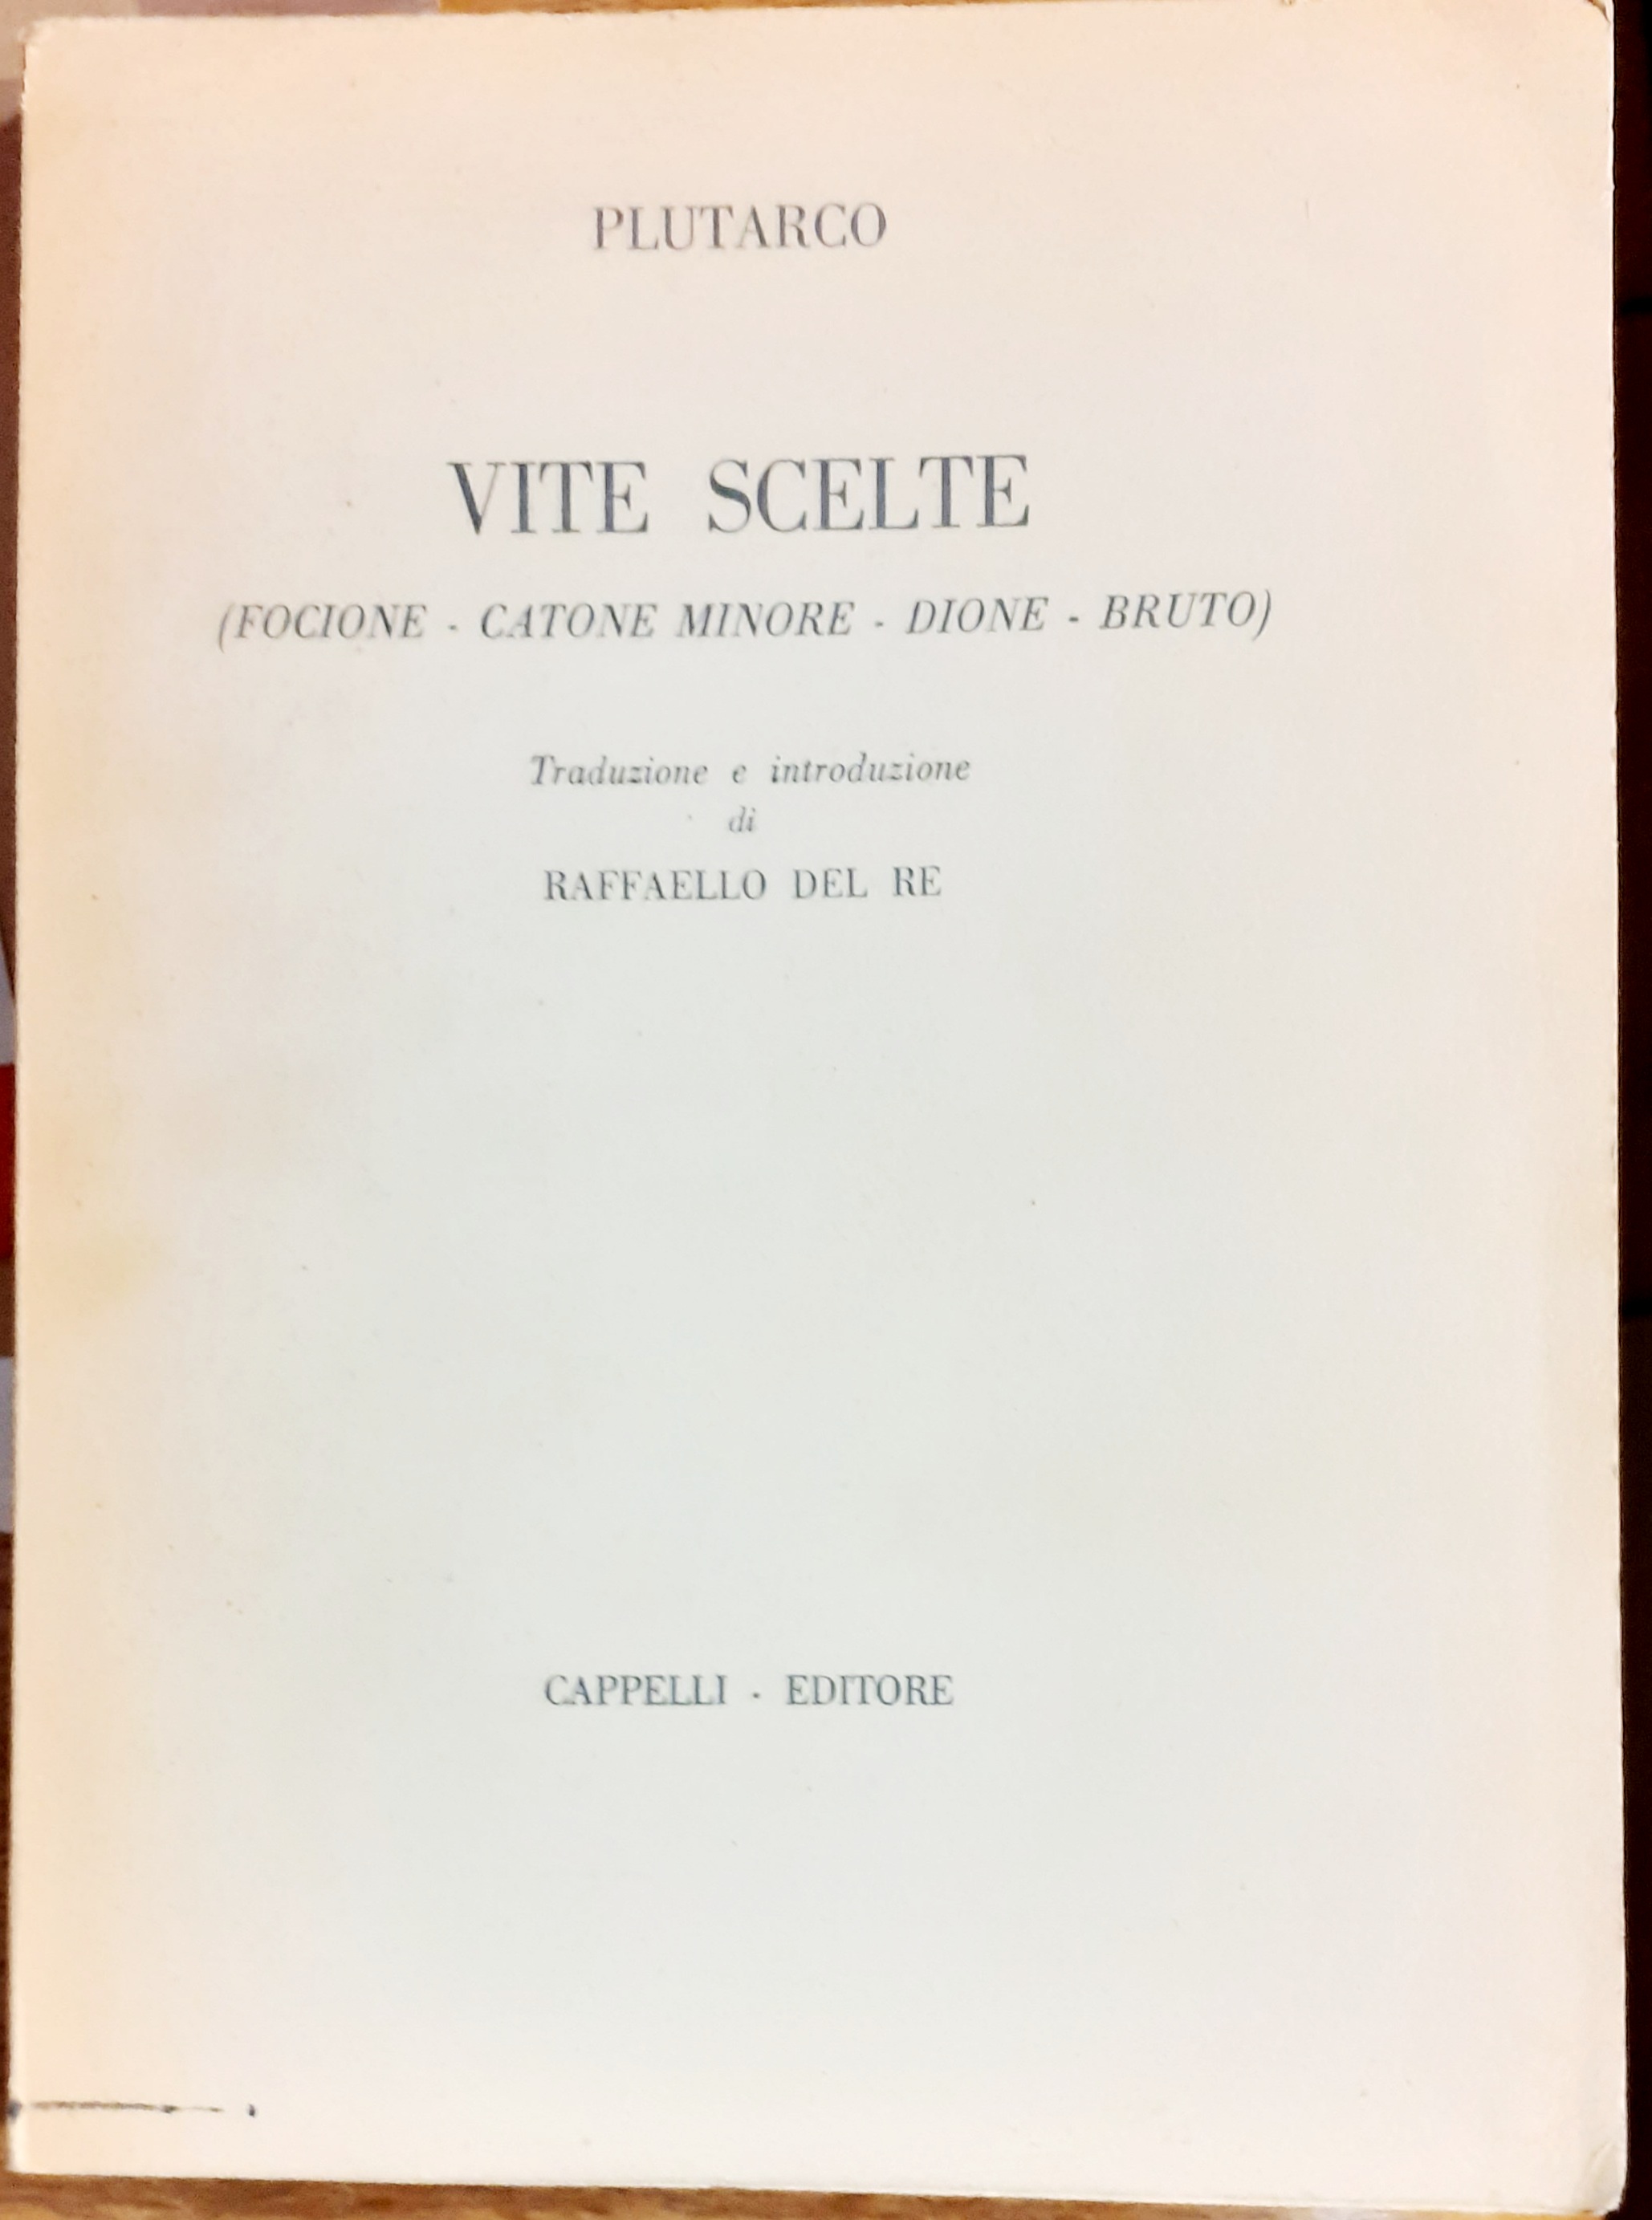 PLUTARCO
VITE SCELTE
(FOCIONE - CATONE MINORE - DIONE - BRUTO)
Traduzione e introduzione
di
RAFFAELLO DEL RE
CAPPELLI - EDITORE